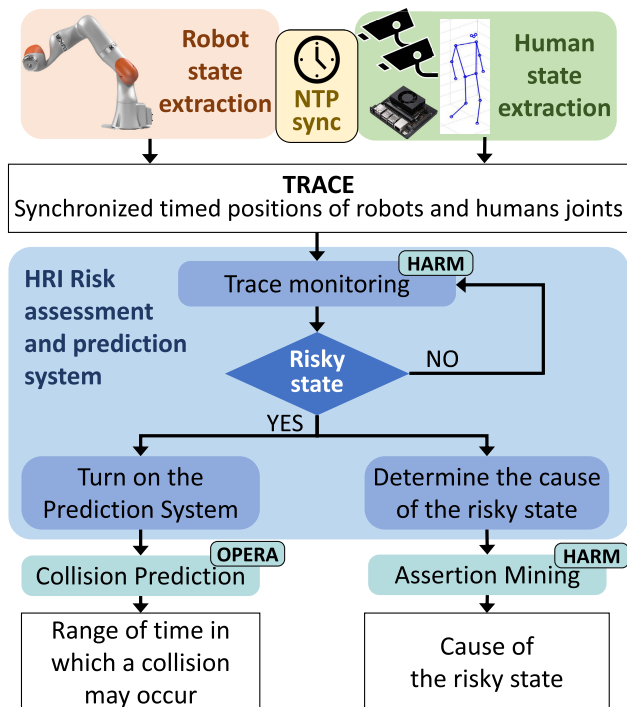 Robot
state
extraction
NTP
sync
Human
state
extraction
TRACE
Synchronized timed positions of robots and humans joints
HRI Risk
assessment
and prediction
system
HARM
Trace monitoring
Risky
state
NO
YES
Turn on the
Prediction System
Determine the cause
of the risky state
OPERA
Collision Prediction
HARM
Assertion Mining
Range of time in
which a collision
may occur
Cause of
the risky state